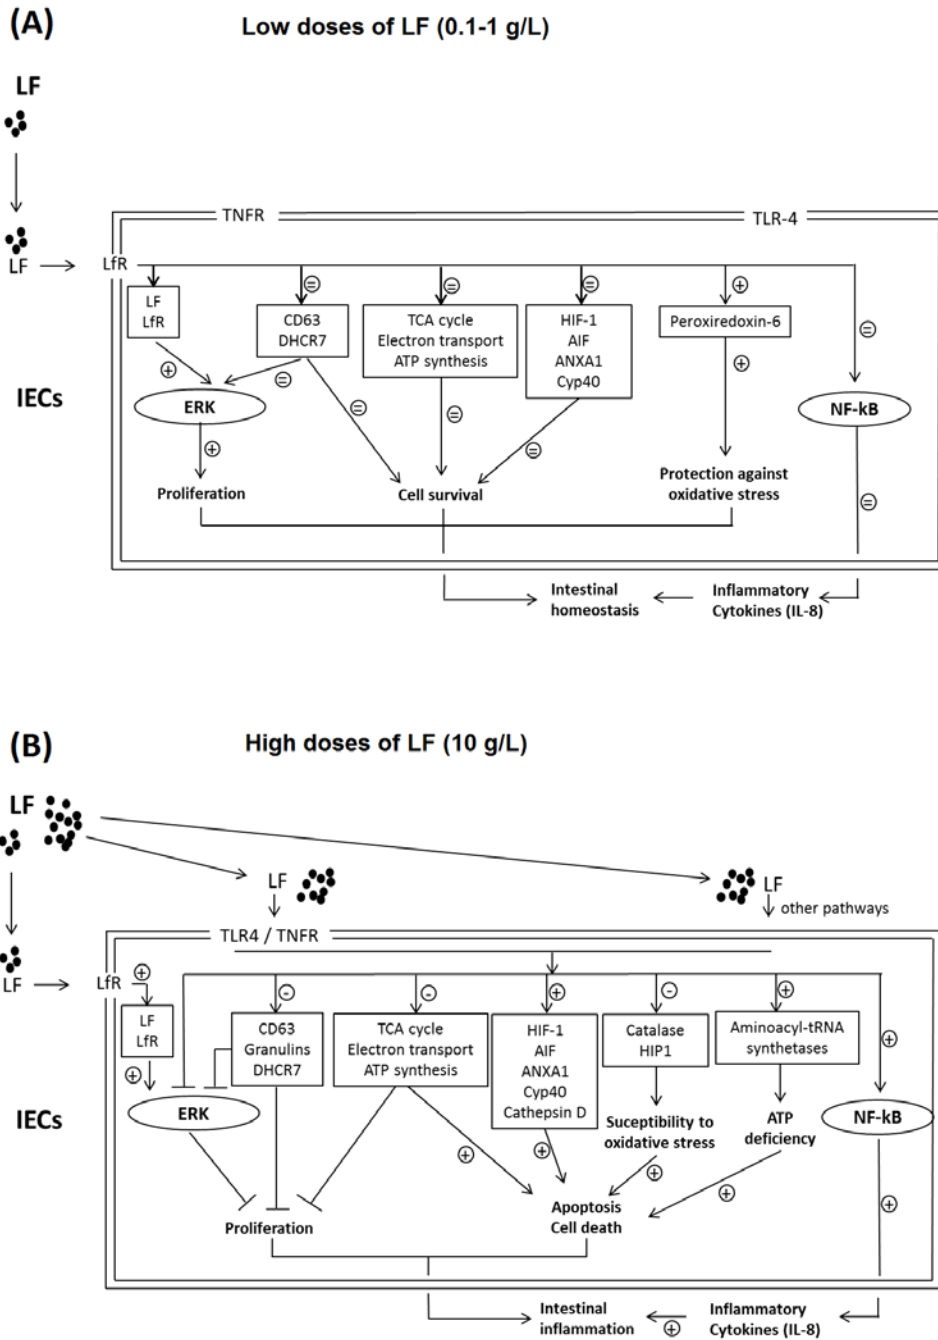 (A)
Low doses of LF (0.1-1 g/L)
LF
TNFR
TLR-4
LF
LfR
LF
LfR
CD63
DHCR7
TCA cycle
Electron transport
ATP synthesis
HIF-1
AIF
ANXA1
Cyp40
Peroxiredoxin-6
=
=
=
+
=
+
=
=
=
+
=
IECs
ERK
NF-kB
+
=
Proliferation
Cell survival
Protection against
oxidative stress
Intestinal
homeostasis
Inflammatory
Cytokines (IL-8)
(B)
High doses of LF (10 g/L)
LF
LF
LF
other pathways
TLR4 / TNFR
LF
LfR
+
-
-
+
-
+
+
LF
LfR
CD63
Granulins
DHCR7
TCA cycle
Electron transport
ATP synthesis
HIF-1
AIF
ANXA1
Cyp40
Cathepsin D
Catalase
HIP1
Aminoacyl-tRNA
synthetases
+
IECs
ERK
Suceptibility to
oxidative stress
ATP
deficiency
NF-kB
+
+
+
+
+
Proliferation
Apoptosis
Cell death
Intestinal
inflammation
+
Inflammatory
Cytokines (IL-8)